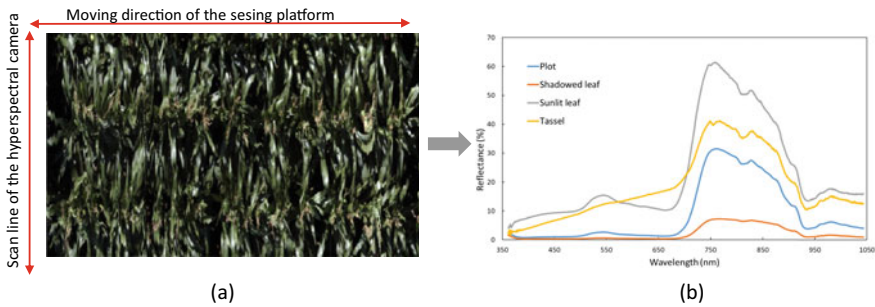 Moving direction of the sesing platform
Scan line of the hyperspectral camera
(a)
70
60
50
40
30
20
10
0
Reflectance (%)
Plot
Shadowed leaf
Sunlit leaf
Tassel
350 450 550 650 750 850 950 1050
Wavelength (nm)
(b)